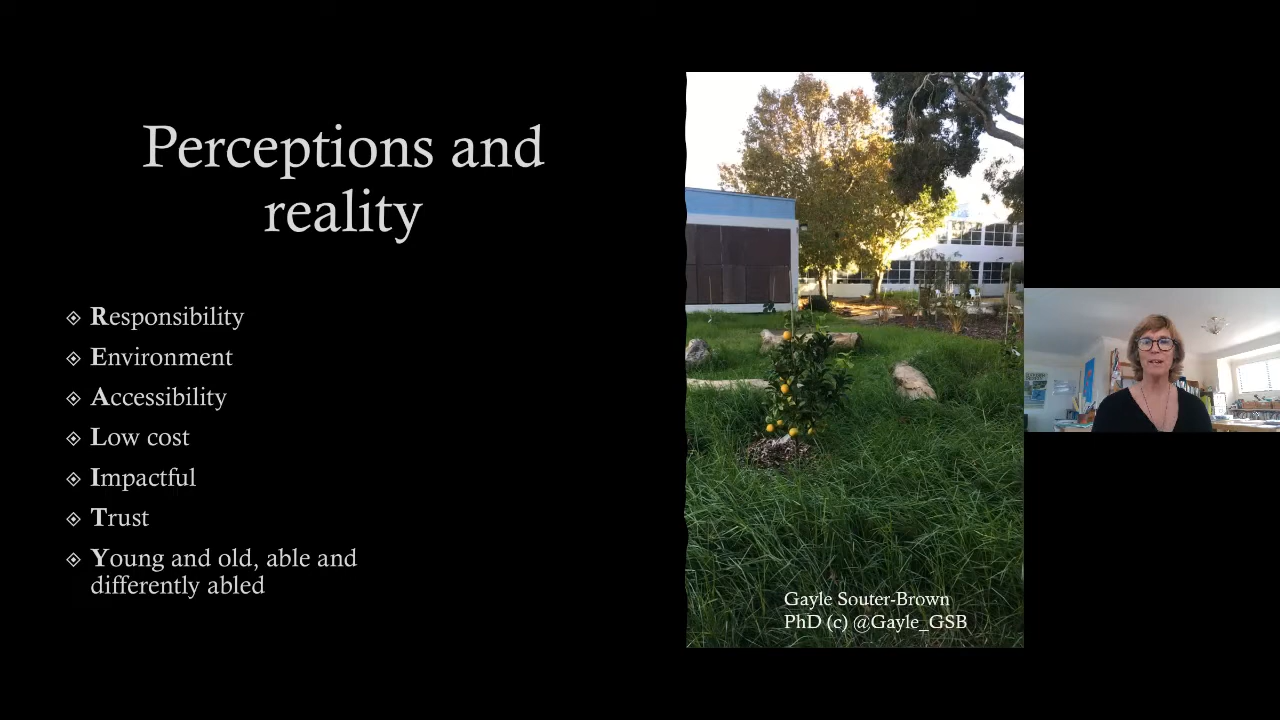 Perceptions and
reality
Responsibility
Environment
Accessibility
Low cost
Impactful
Trust
Young and old, able and
differently abled
Gayle Souter-Brown
PhD (c) @Gayle_GSB